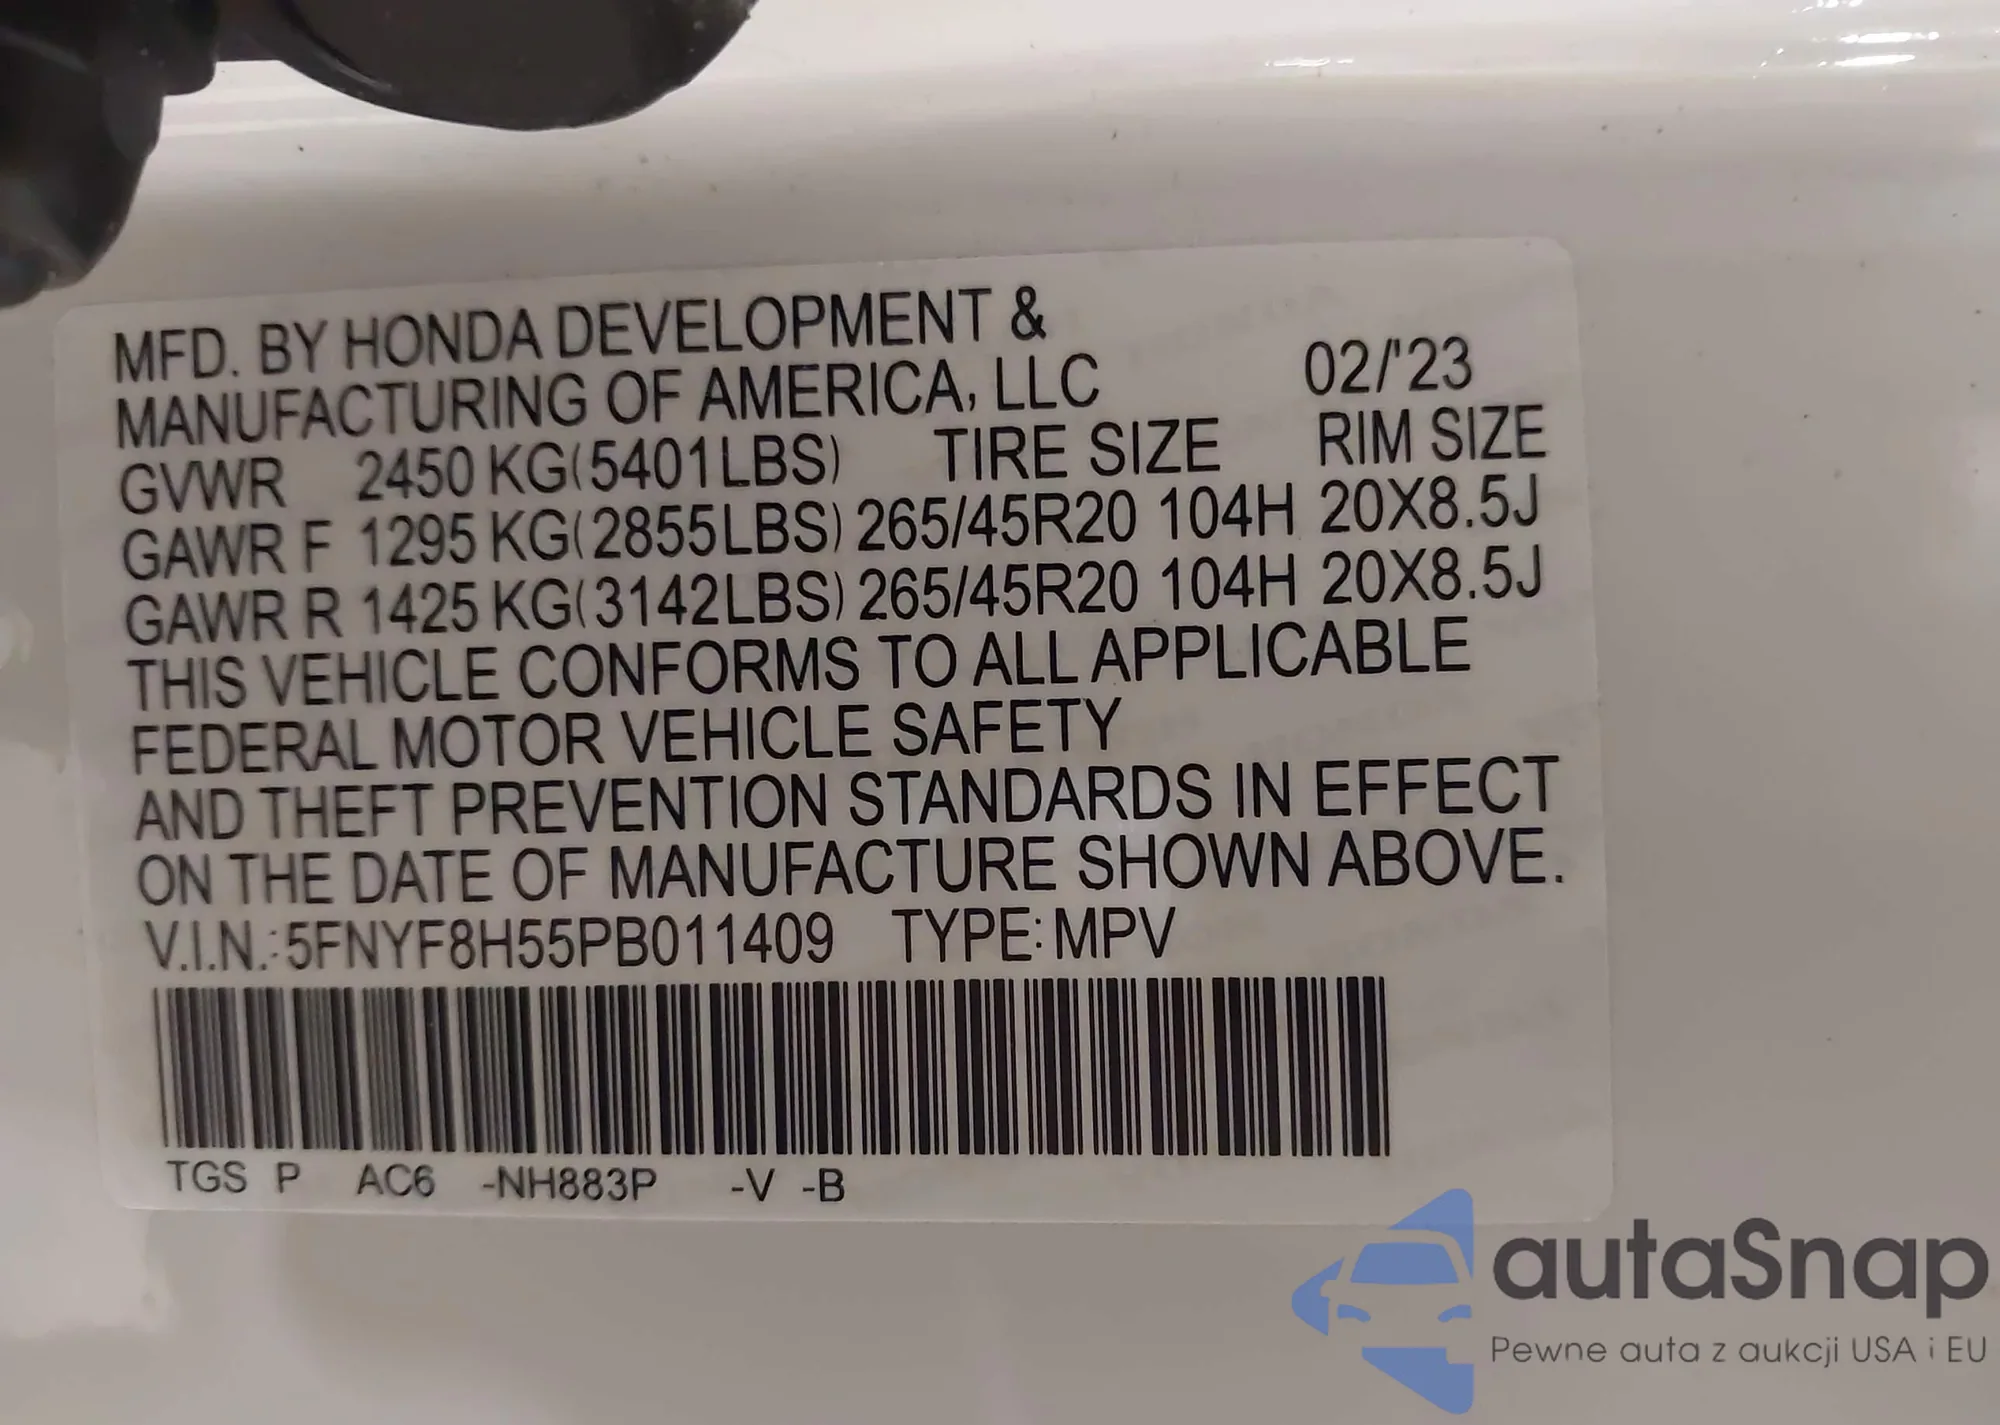 MFD. BY HONDA DEVELOPMENT &
MANUFACTURING OF AMERICA, LLC 02/'23
GVWR 2450 KG(5401LBS) TIRE SIZE RIM SIZE
GAWR F 1295 KG(2855LBS) 265/45R20 104H 20X8.5J
GAWR R 1425 KG(3142LBS) 265/45R20 104H 20X8.5J
THIS VEHICLE CONFORMS TO ALL APPLICABLE
FEDERAL MOTOR VEHICLE SAFETY
AND THEFT PREVENTION STANDARDS IN EFFECT
ON THE DATE OF MANUFACTURE SHOWN ABOVE.
V.I.N.:5FNYF8H55PB011409 TYPE:MPV
TGS P AC6 -NH883P -V -B
autaSnap
Pewne auta z aukcji USA i EU